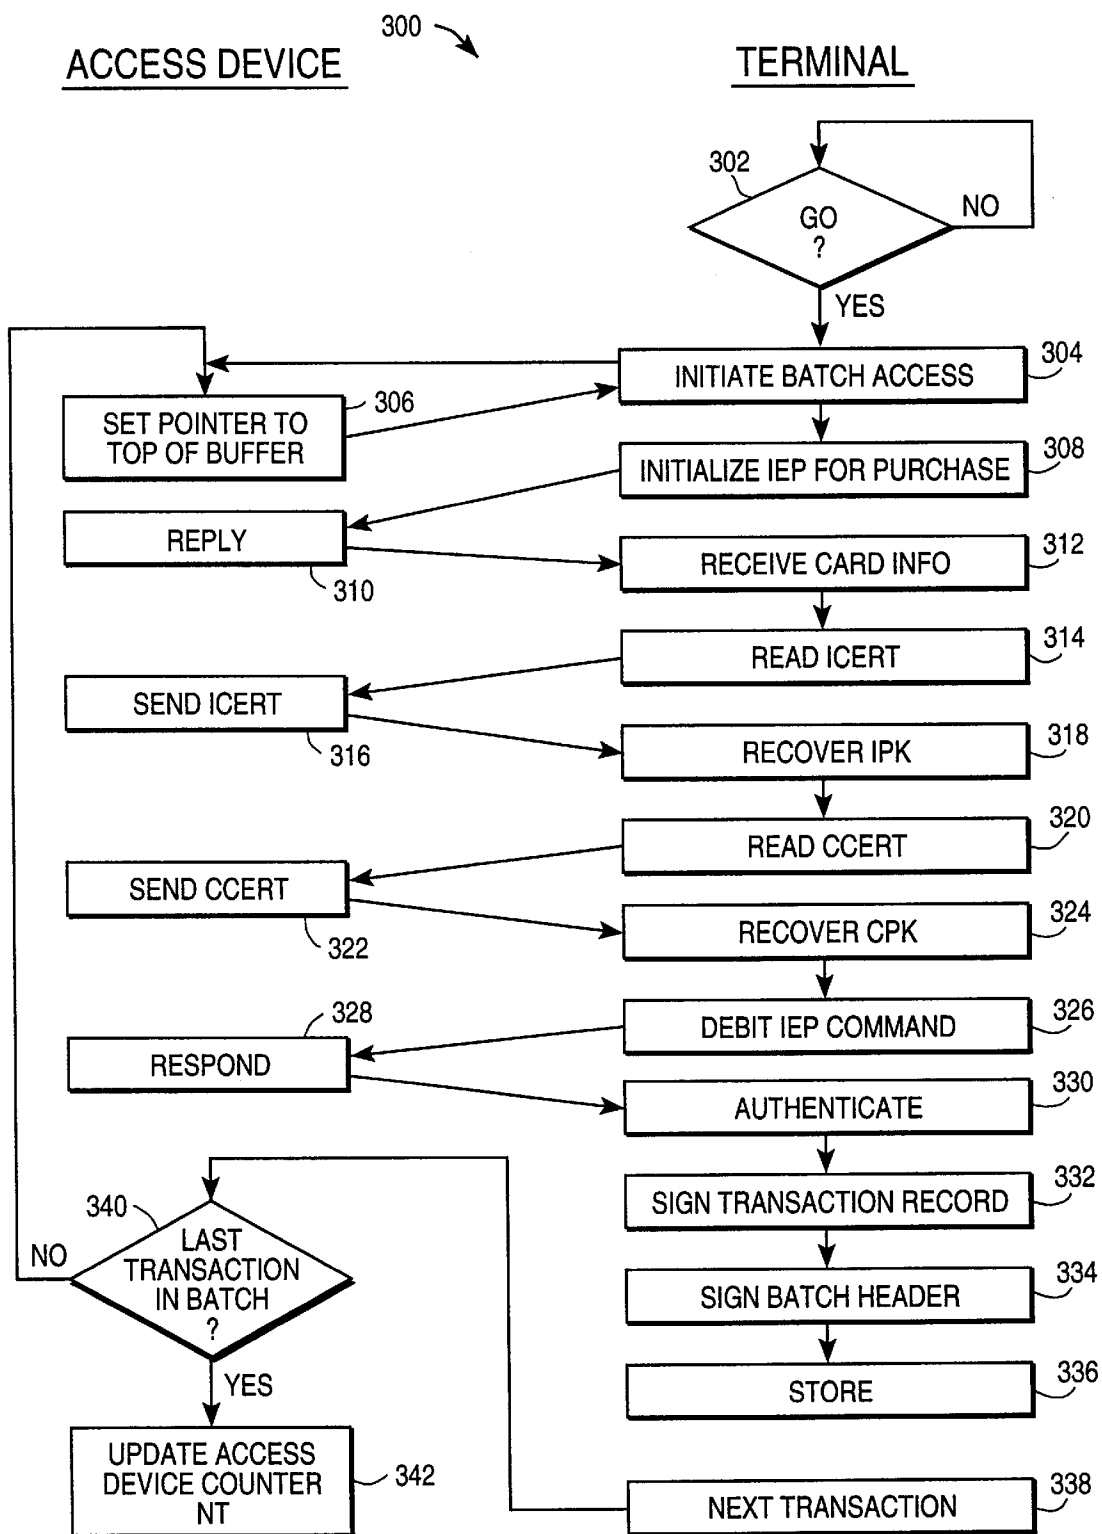 300
ACCESS DEVICE
TERMINAL
302
GO
?
NO
YES
INITIATE BATCH ACCESS
304
SET POINTER TO
TOP OF BUFFER
306
INITIALIZE IEP FOR PURCHASE
308
REPLY
310
RECEIVE CARD INFO
312
READ ICERT
314
SEND ICERT
316
RECOVER IPK
318
READ CCERT
320
SEND CCERT
322
RECOVER CPK
324
DEBIT IEP COMMAND
326
328
RESPOND
AUTHENTICATE
330
SIGN TRANSACTION RECORD
332
340
LAST
TRANSACTION
IN BATCH
?
NO
YES
SIGN BATCH HEADER
334
STORE
336
UPDATE ACCESS
DEVICE COUNTER
NT
342
NEXT TRANSACTION
338